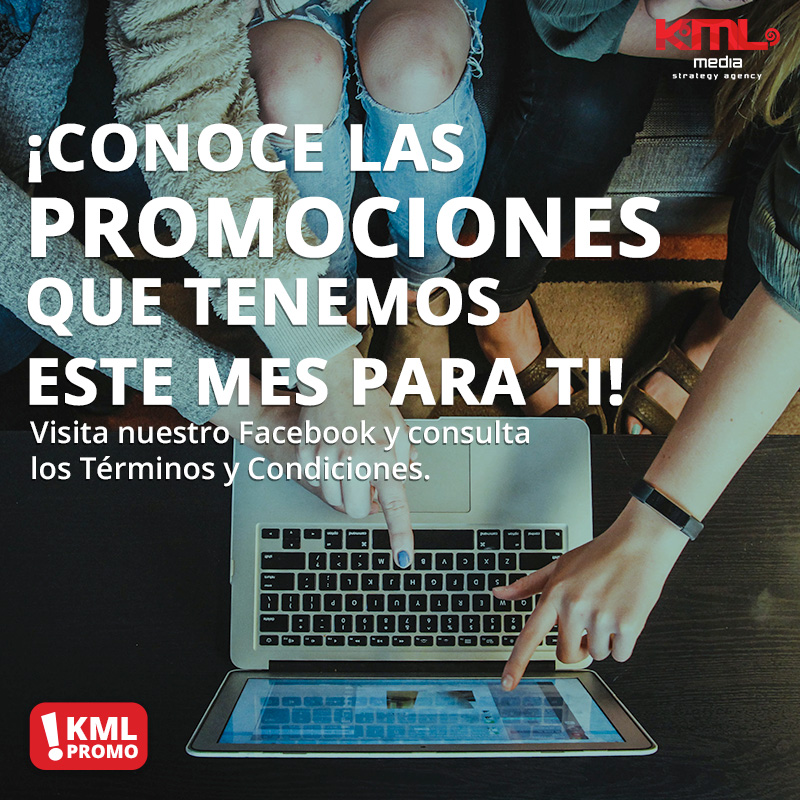 KML
media
strategy agency
¡CONOCE LAS
PROMOCIONES
QUE TENEMOS
ESTE MES PARA TI!
Visita nuestro Facebook y consulta
los Términos y Condiciones.
!KML
PROMO